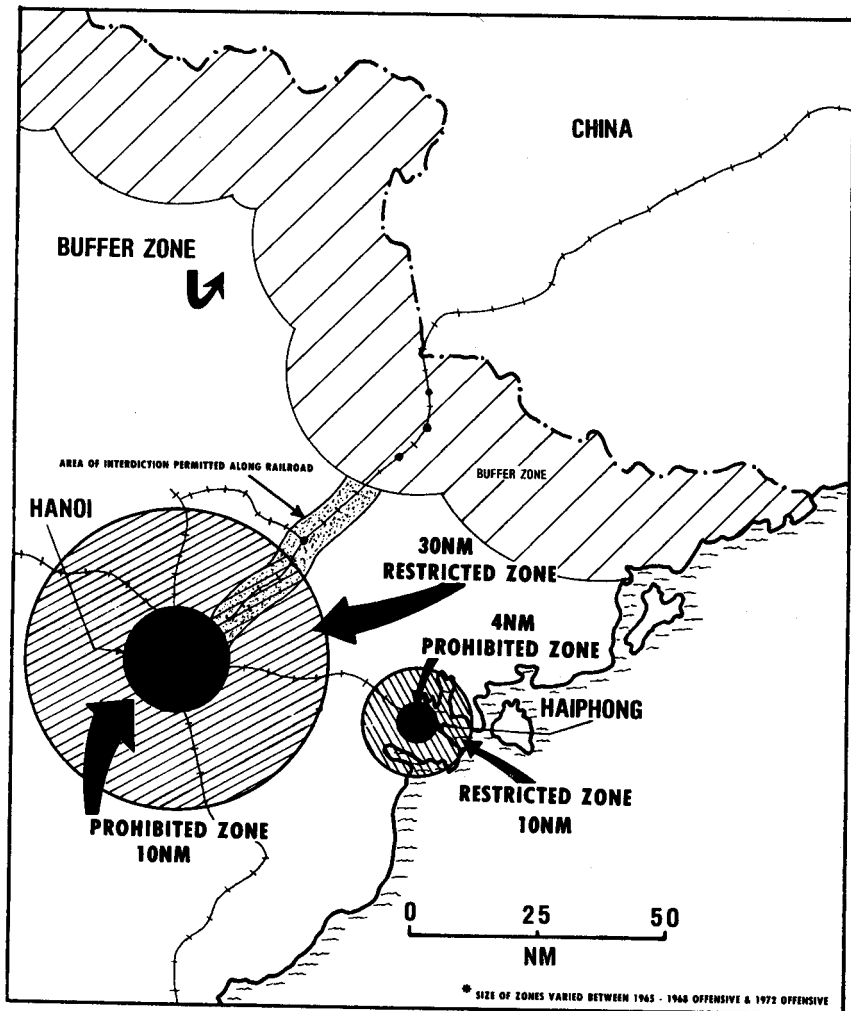 CHINA
BUFFER ZONE
AREA OF INTERDICTION PERMITTED ALONG RAILROAD
BUFFER ZONE
HANOI
30NM
RESTRICTED ZONE
4NM
PROHIBITED ZONE
HAIPHONG
RESTRICTED ZONE
10NM
PROHIBITED ZONE
10NM
0 25 50
NM
* SIZE OF ZONES VARIED BETWEEN 1965 - 1968 OFFENSIVE & 1972 OFFENSIVE